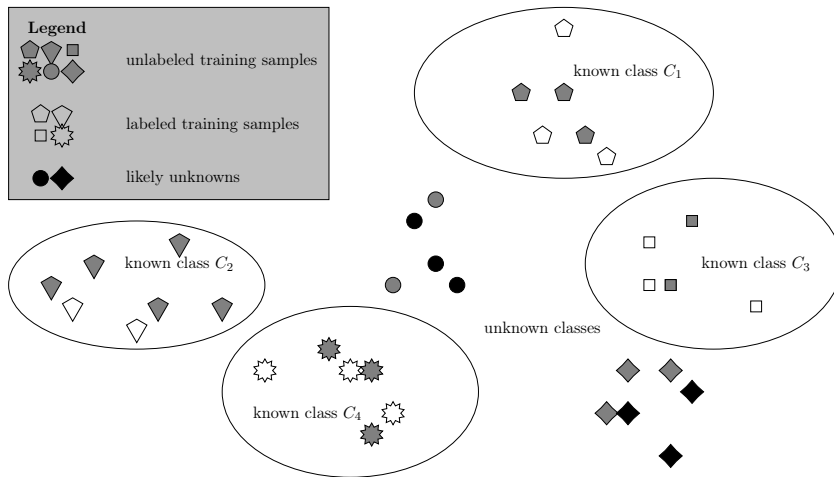 Legend
unlabeled training samples
labeled training samples
likely unknowns
known class C₁
known class C₂
known class C₃
unknown classes
known class C₄